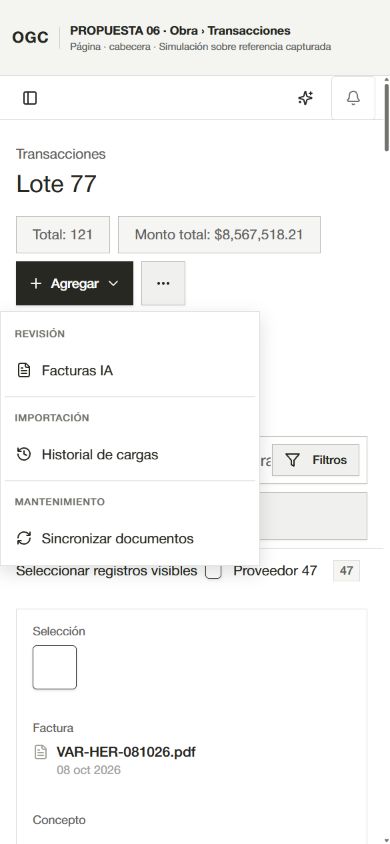 OGC
PROPUESTA 06 · Obra › Transacciones
Página · cabecera · Simulación sobre referencia capturada
Transacciones
Lote 77
Total: 121
Monto total: $8,567,518.21
Agregar
REVISIÓN
Facturas IA
IMPORTACIÓN
Historial de cargas
Filtros
MANTENIMIENTO
Sincronizar documentos
Seleccionar registros visibles
Proveedor 47
47
Selección
Factura
VAR-HER-081026.pdf
08 oct 2026
Concepto